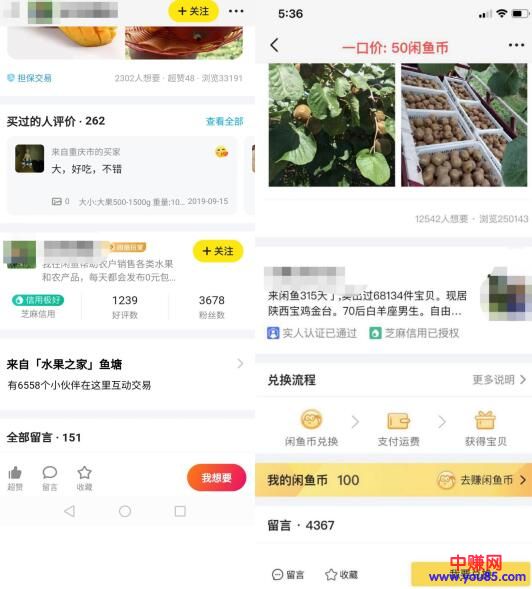 + 关注
担保交易
2302人想要 · 超赞48 · 浏览33191
买过的人评价 · 262
查看全部
来自重庆市的买家
大，好吃，不错
0
大小:大果500-1500g 重量:10...
2019-09-15
+ 关注
我在闲鱼帮助农户销售各类水果
和农产品，每天都会发布0元包...
信用极好
芝麻信用
1239
好评数
3678
粉丝数
来自「水果之家」鱼塘
有6558个小伙伴在这里互动交易
全部留言 · 151
超赞
留言
收藏
我想要
5:36
一口价: 50闲鱼币
12542人想要 · 浏览250143
来闲鱼315天了,卖出过68134件宝贝。现居
陕西宝鸡金台。70后白羊座男生。自由...
实人认证已通过
芝麻信用已授权
兑换流程
更多说明
闲鱼币兑换
支付运费
获得宝贝
我的闲鱼币 100
去赚闲鱼币
留言 · 4367
留言
收藏
我要兑换
中赚网
www.you85.com